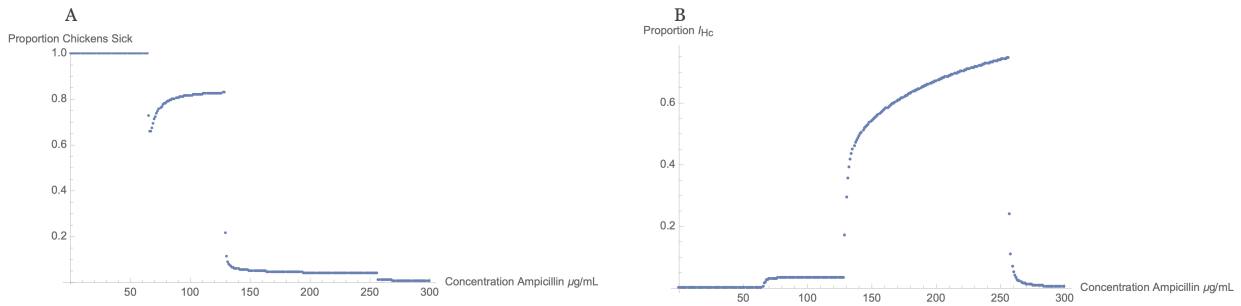 A
Proportion Chickens Sick
1.0
0.8
0.6
0.4
0.2
50 100 150 200 250 300
Concentration Ampicillin μg/mL
B
Proportion I_Hc
0.6
0.4
0.2
50 100 150 200 250 300
Concentration Ampicillin μg/mL